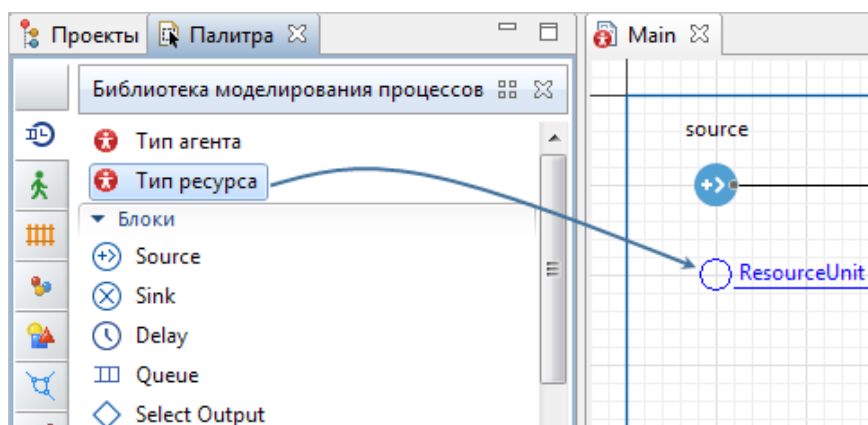 Проекты Палитра Main
Библиотека моделирования процессов
Тип агента
source
Тип ресурса
Блоки
Source
ResourceUnit
Sink
Delay
Queue
Select Output